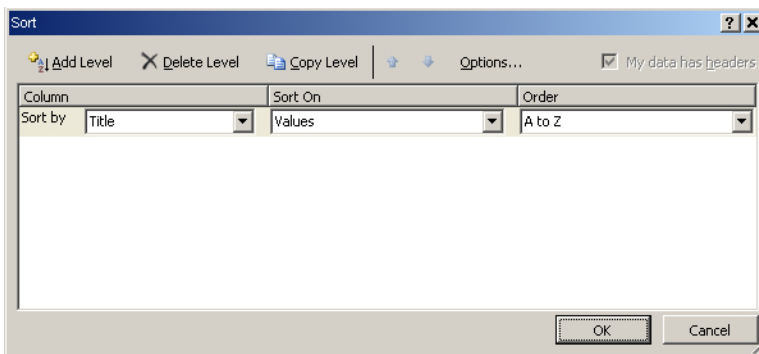 Sort
Add Level Delete Level Copy Level Options... My data has headers
Column Sort On Order
Sort by Title Values A to Z
OK Cancel